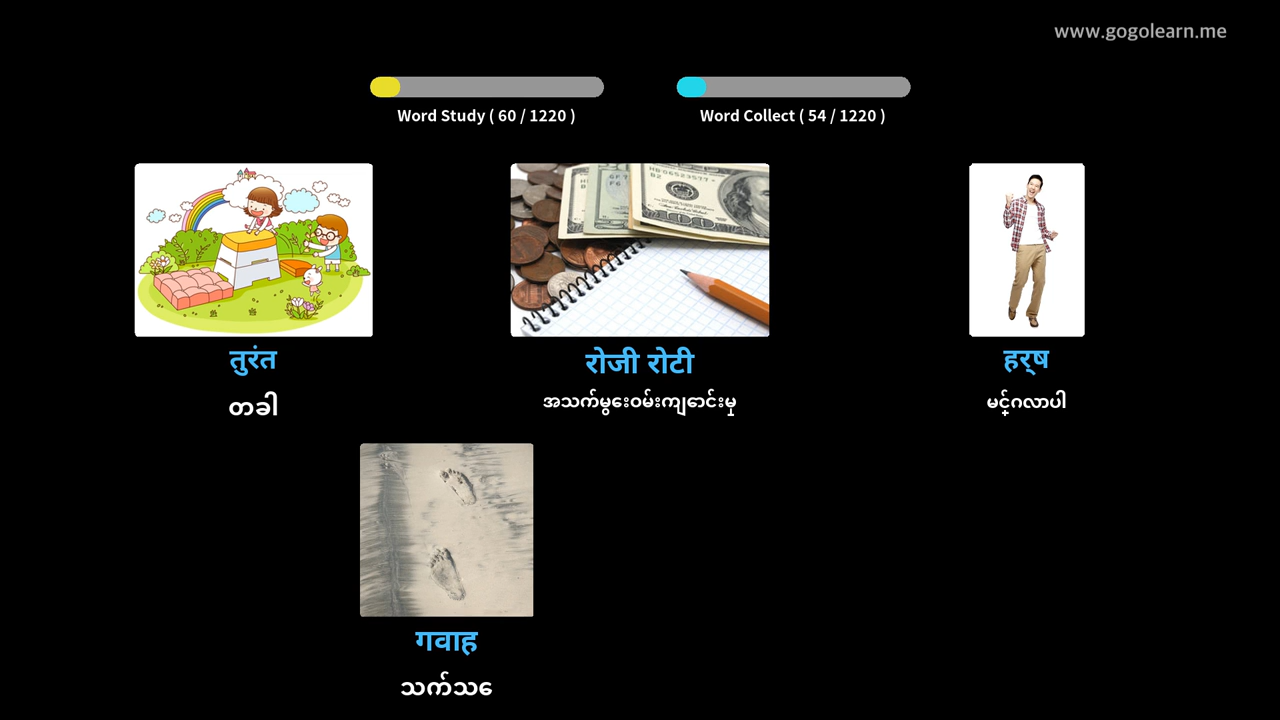 www.gogolearn.me
Word Study ( 60 / 1220 )
Word Collect ( 54 / 1220 )
तुरंत
တခါ
रोजी रोटी
အသက်မွေးဝမ်းကျောင်းမှု
हर्ष
မင်္ဂလာပါ
गवाह
သက်သေ